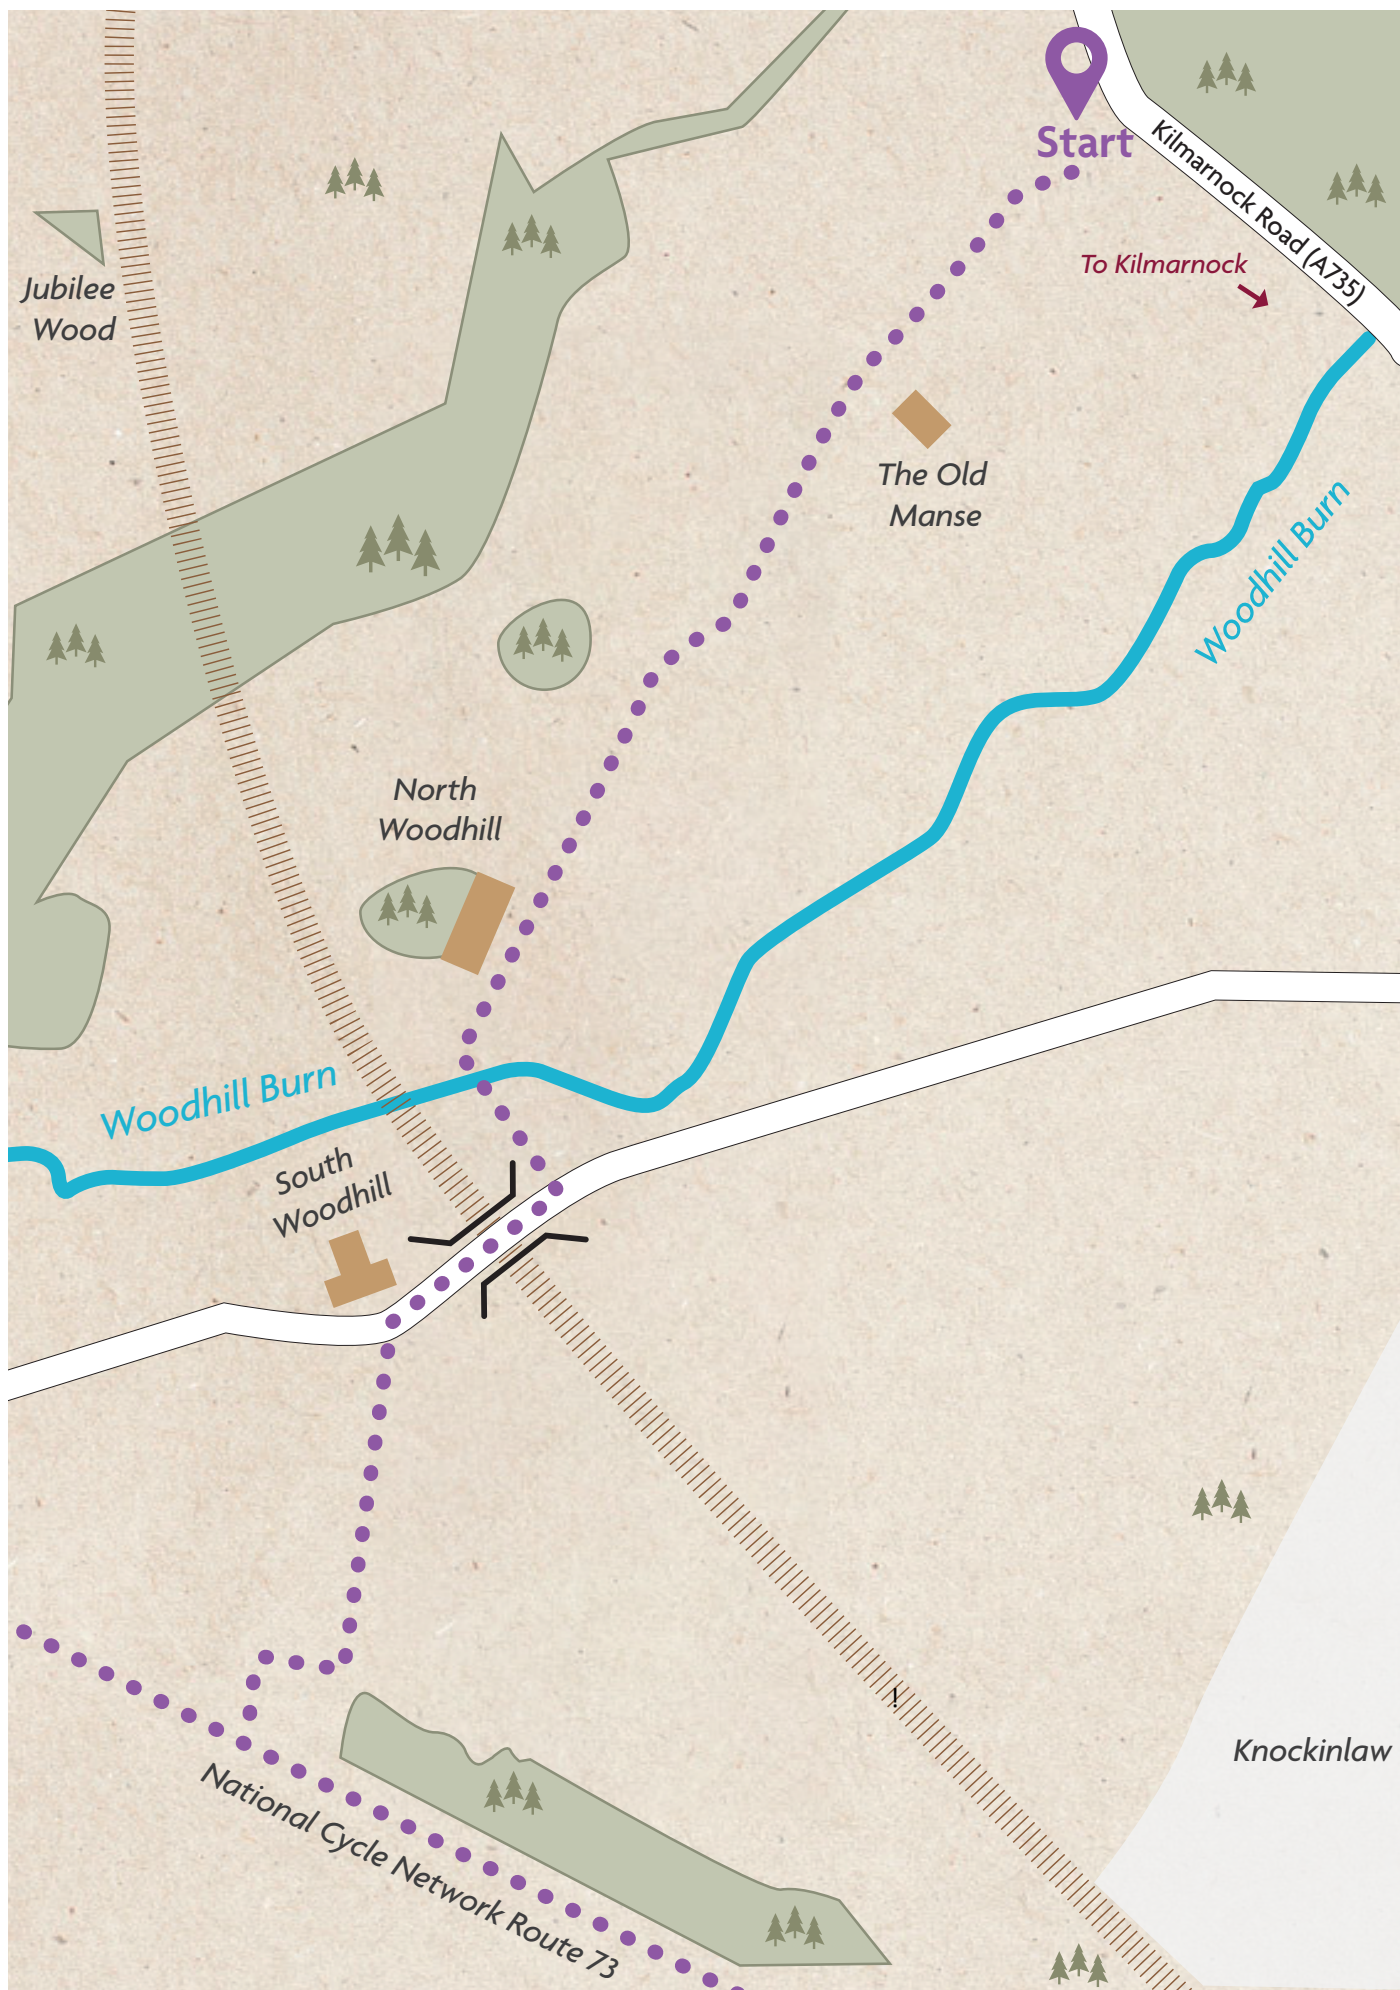 Start
Kilmarnock Road (A735)
To Kilmarnock
Jubilee
Wood
The Old
Manse
Woodhill Burn
North
Woodhill
Woodhill Burn
South
Woodhill
!
Knockinlaw
National Cycle Network Route 73